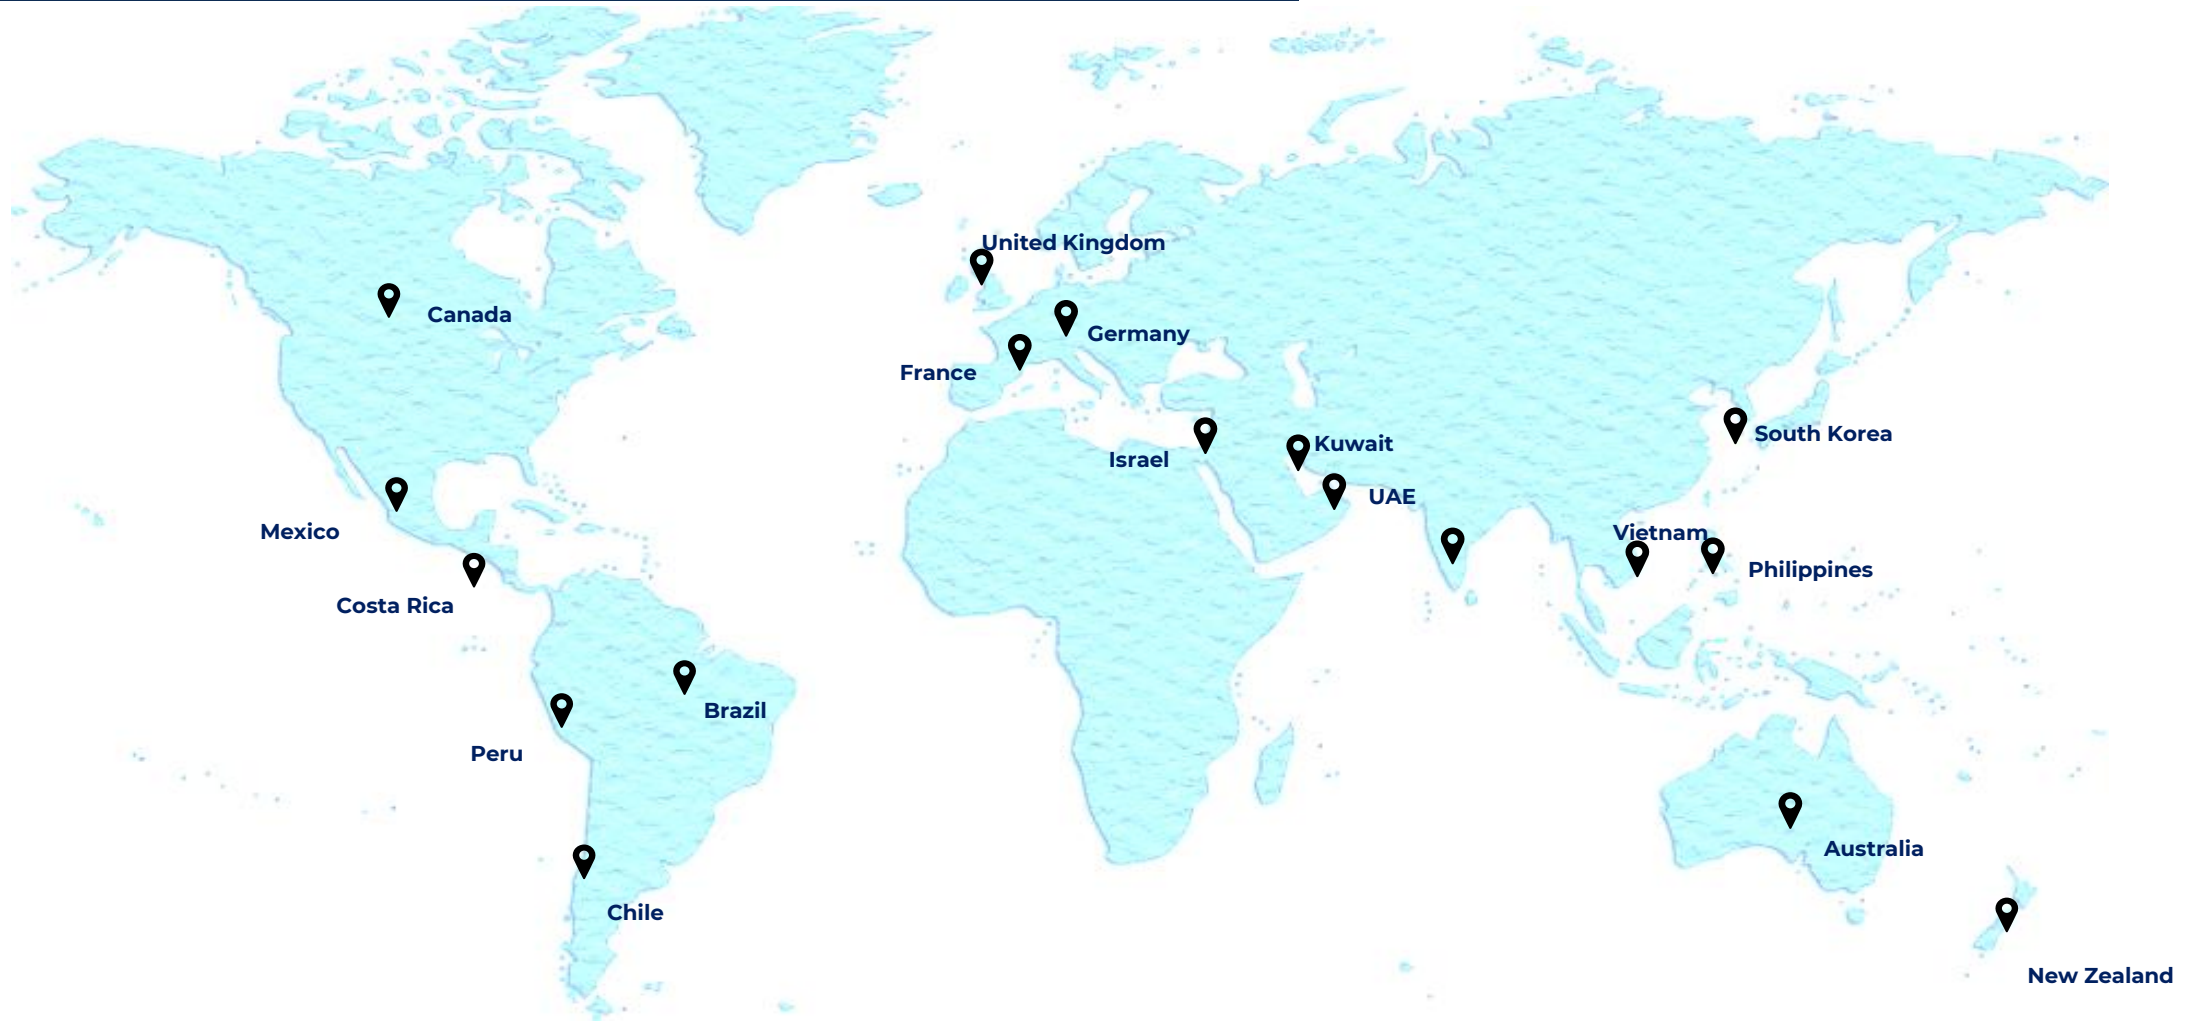 United Kingdom
Canada
Germany
France
South Korea
Kuwait
Israel
UAE
Mexico
Vietnam
Philippines
Costa Rica
Brazil
Peru
Australia
Chile
New Zealand